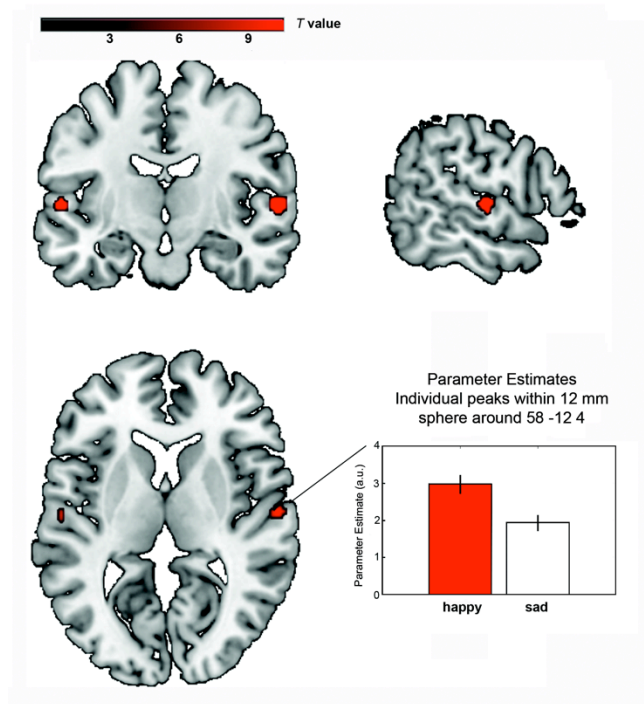 T value
3 6 9
Parameter Estimates
Individual peaks within 12 mm
sphere around 58 -12 4
4
3
2
1
0
Parameter Estimate (a.u.)
happy sad